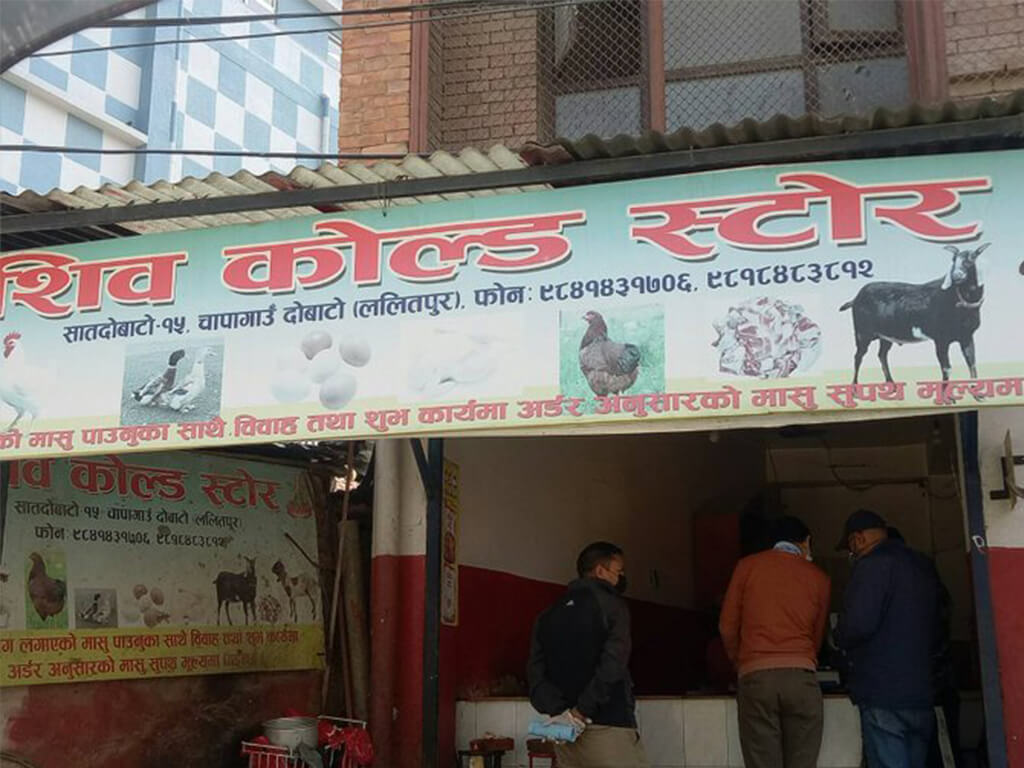 शिव कोल्ड स्टोर
सातदोबाटो-१५, चापागाउँ दोबाटो (ललितपुर), फोनः ९८४१४३१७०६, ९८१८४८३८१२
को मासु पाउनुका साथै विवाह तथा शुभ कार्यमा अर्डर अनुसारको मासु सुपथ मूल्यमा
शिव कोल्ड स्टोर
सातदोबाटो १५ चापागाउँ दोबाटो (ललितपुर)
फोनः ९८४१४३१७०६ ९८१८४८३८१२
लगाएको मासु पाउनुका साथै विवाह तथा शुभ कार्यमा
अर्डर अनुसारको मासु सुपथ मूल्यमा